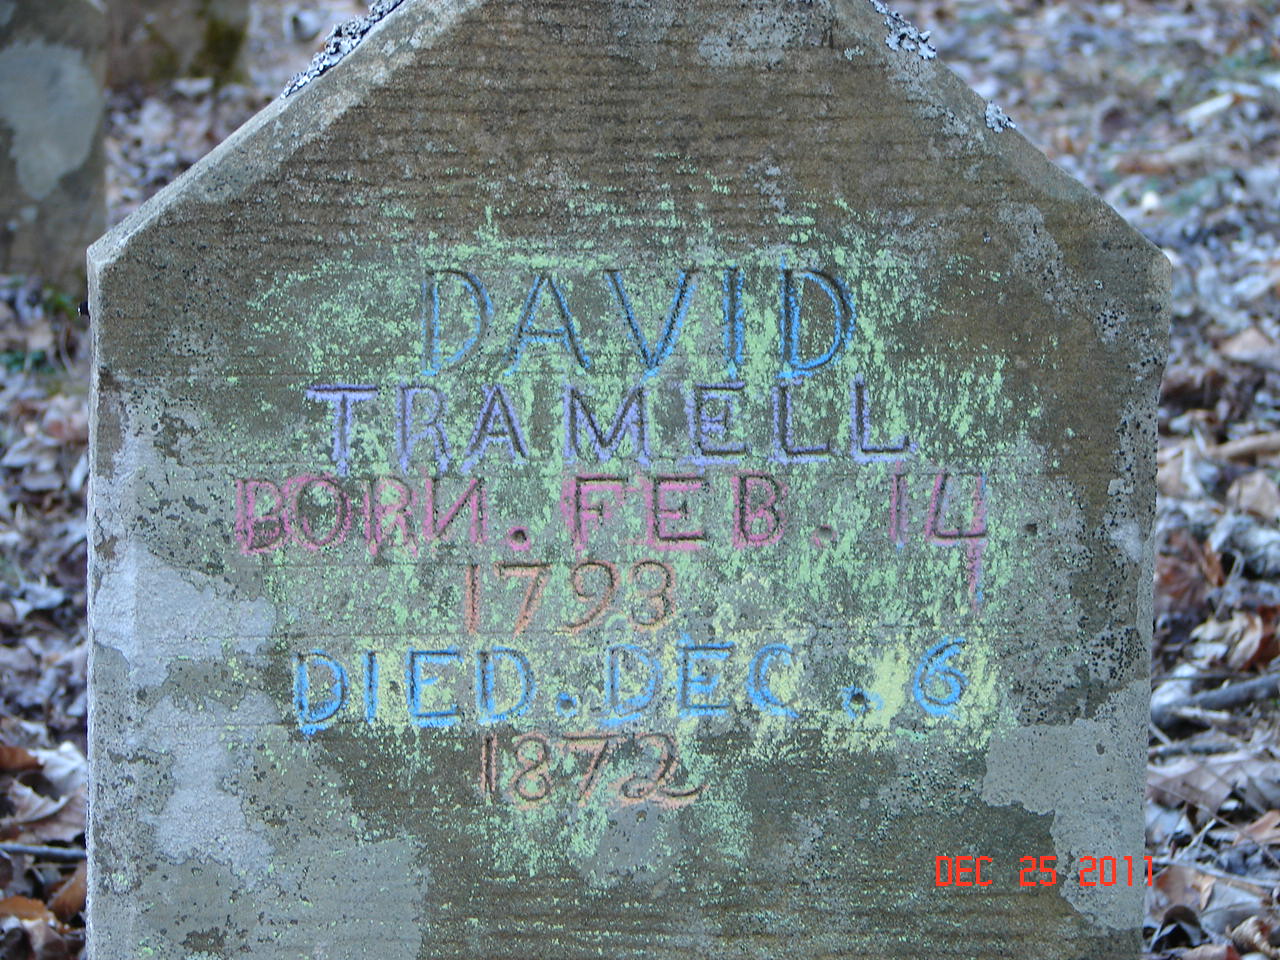 DAVID
TRAMELL
BORN. FEB. 14
1793
DIED. DEC. 6
1872
DEC 25 2011